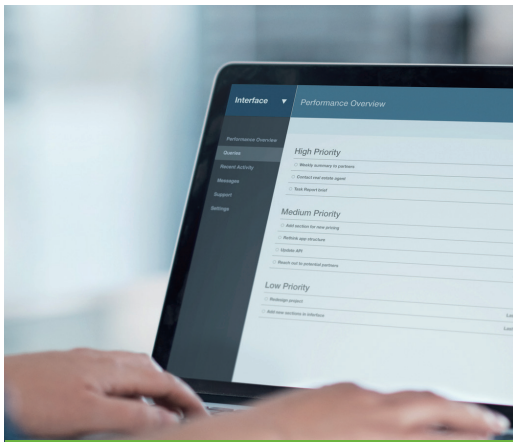 Interface ▼
Performance Overview
Performance Overview
Queries
Recent Activity
Messages
Support
Settings
High Priority
Weekly summary to partners
Contact real estate agent
Task Report brief
Medium Priority
Add section for new pricing
Rethink app structure
Update API
Reach out to potential partners
Low Priority
Redesign project
Add new sections to interface